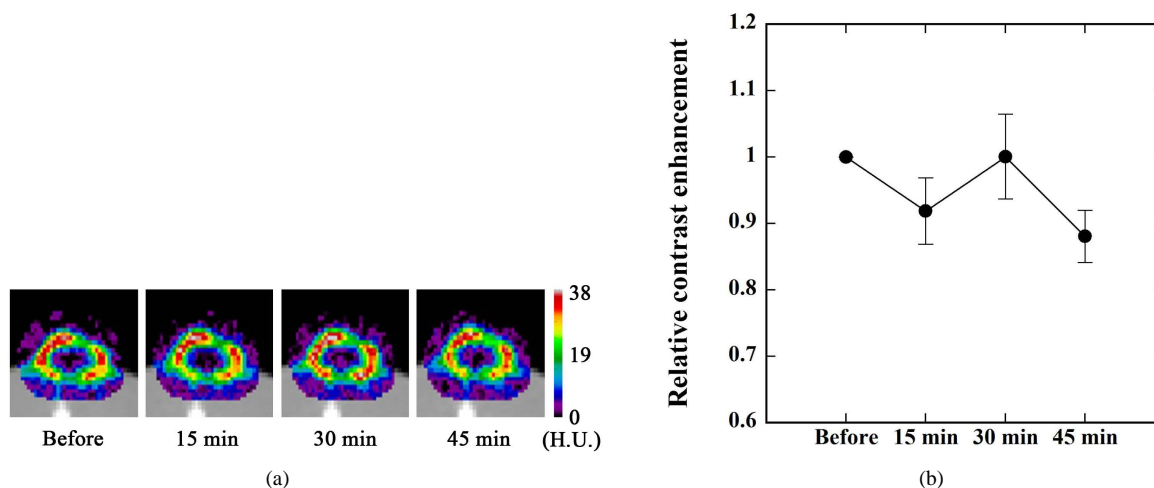 38
19
0
Before 15 min 30 min 45 min (H.U.)
(a)
Relative contrast enhancement
1.2
1.1
1
0.9
0.8
0.7
0.6
Before 15 min 30 min 45 min
(b)